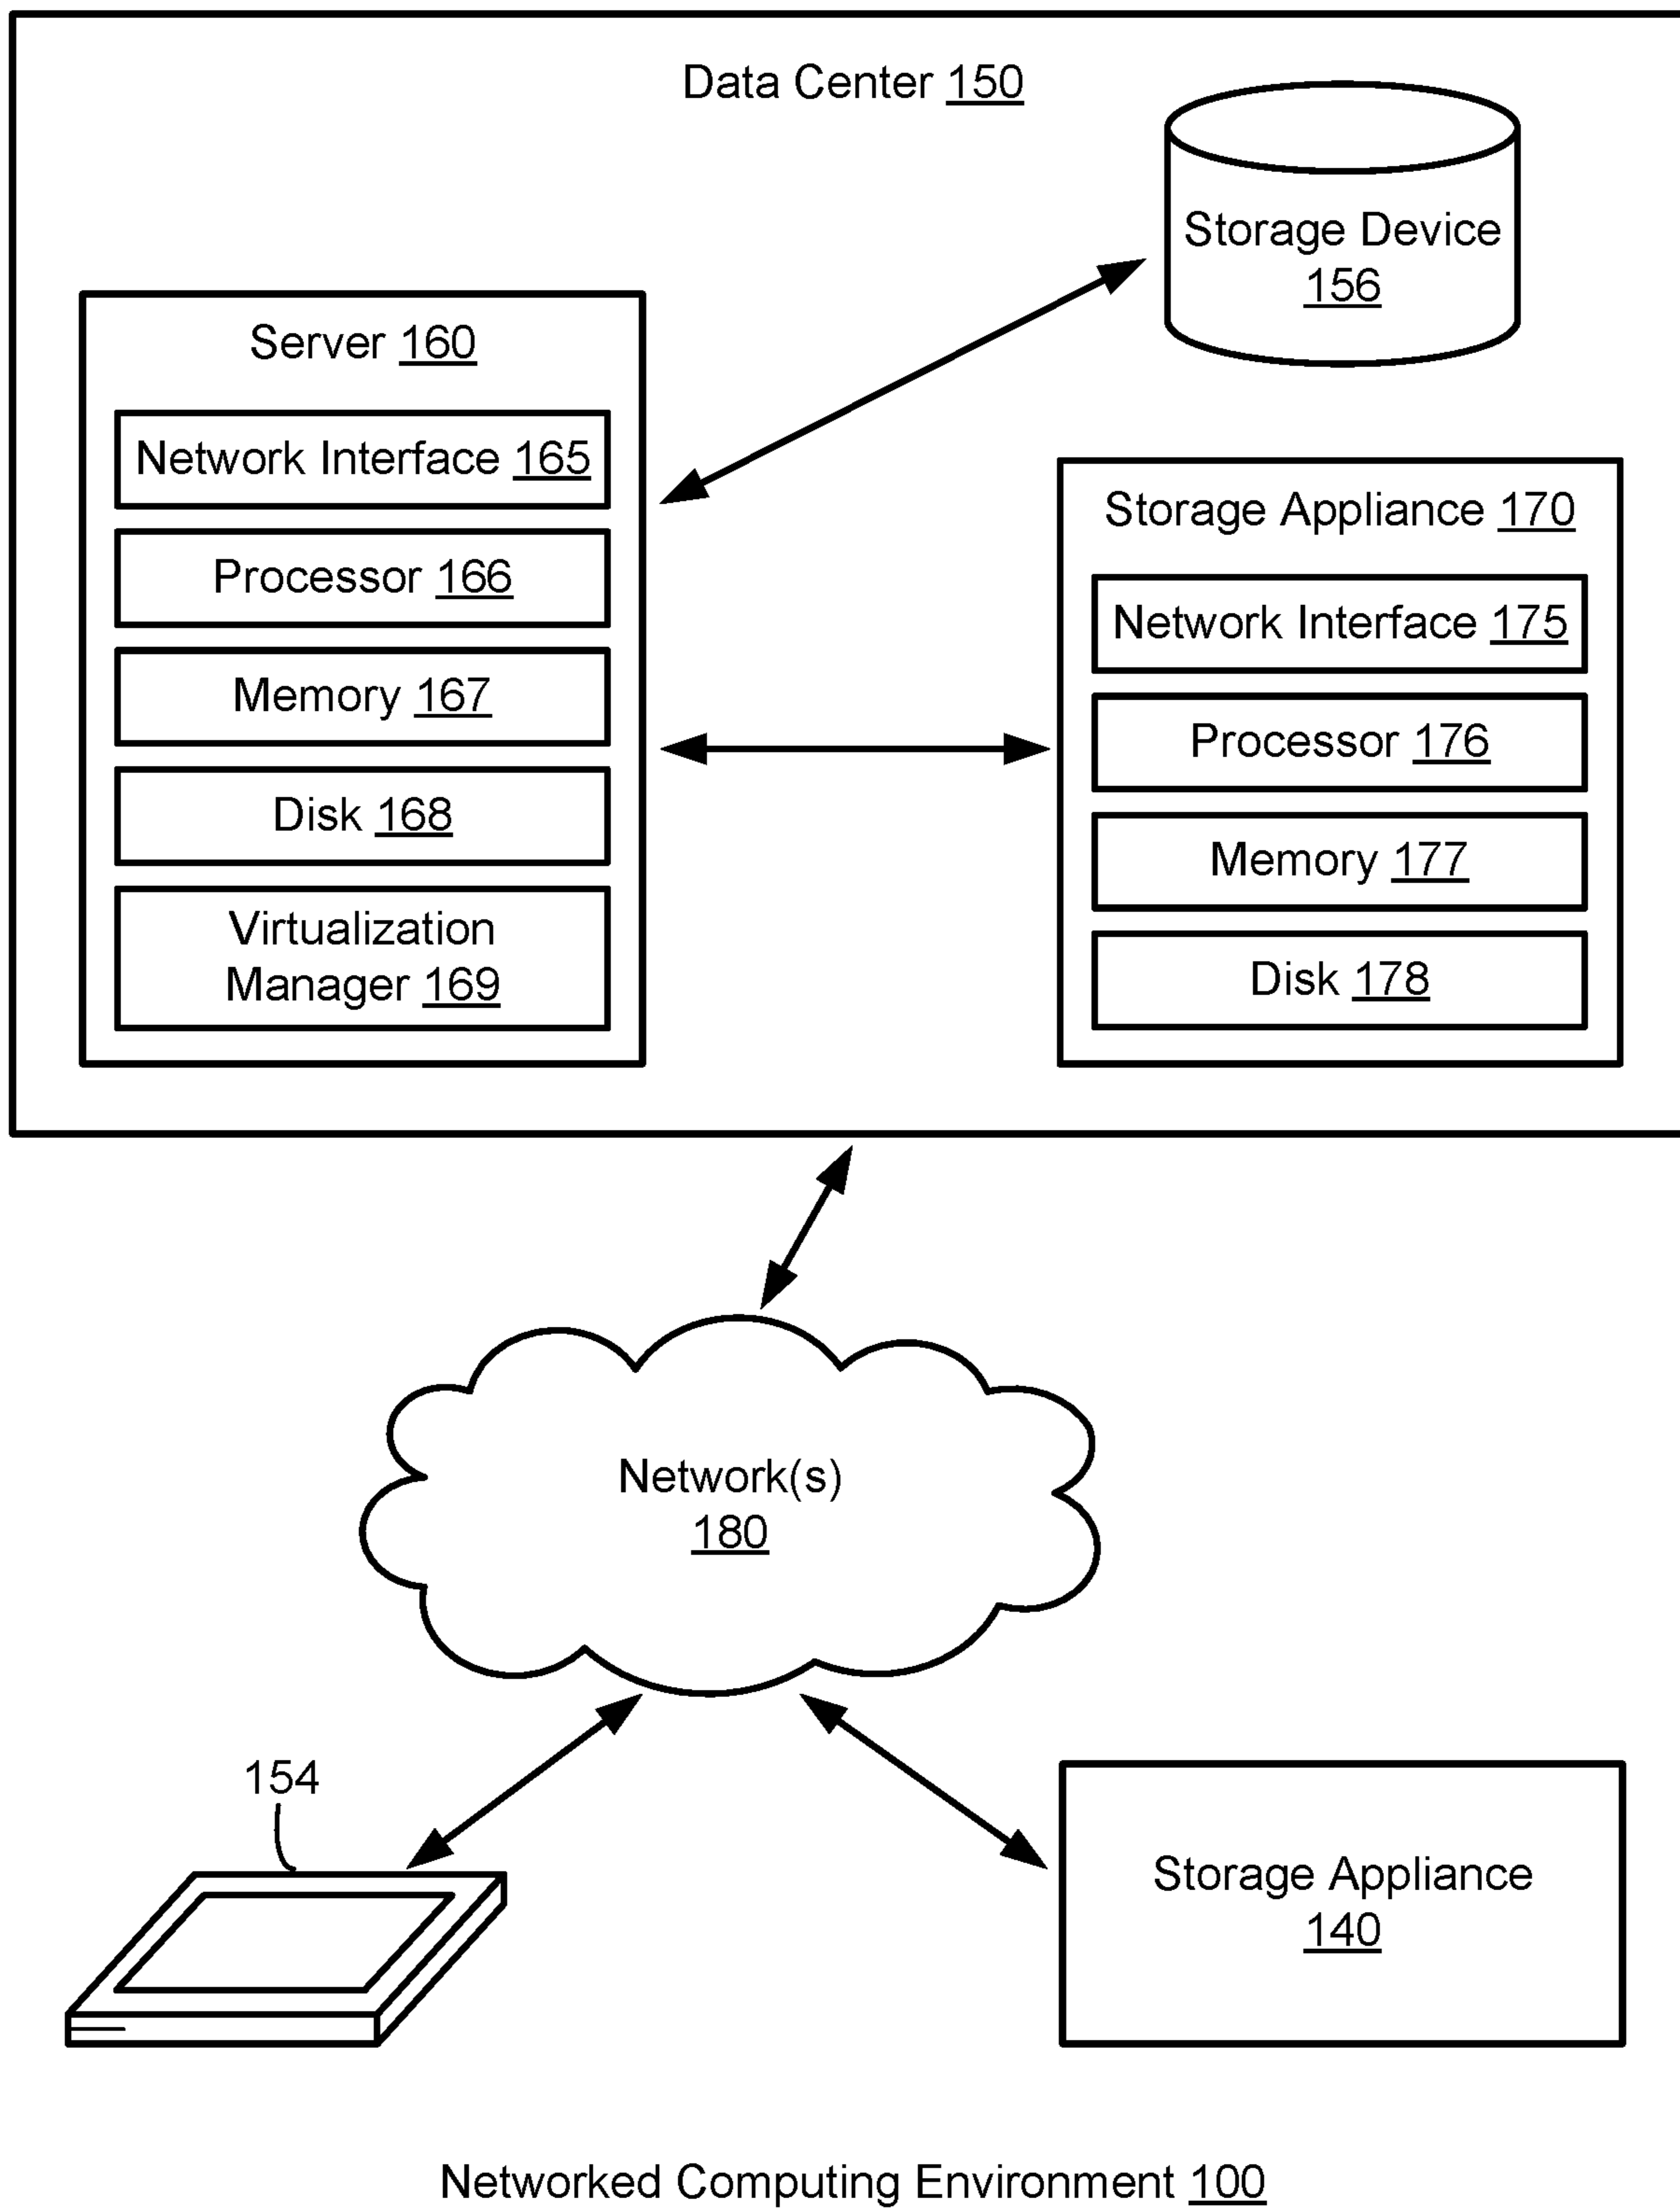 Data Center 150
Storage Device
156
Server 160
Network Interface 165
Processor 166
Memory 167
Disk 168
Virtualization
Manager 169
Storage Appliance 170
Network Interface 175
Processor 176
Memory 177
Disk 178
Network(s)
180
154
Storage Appliance
140
Networked Computing Environment 100